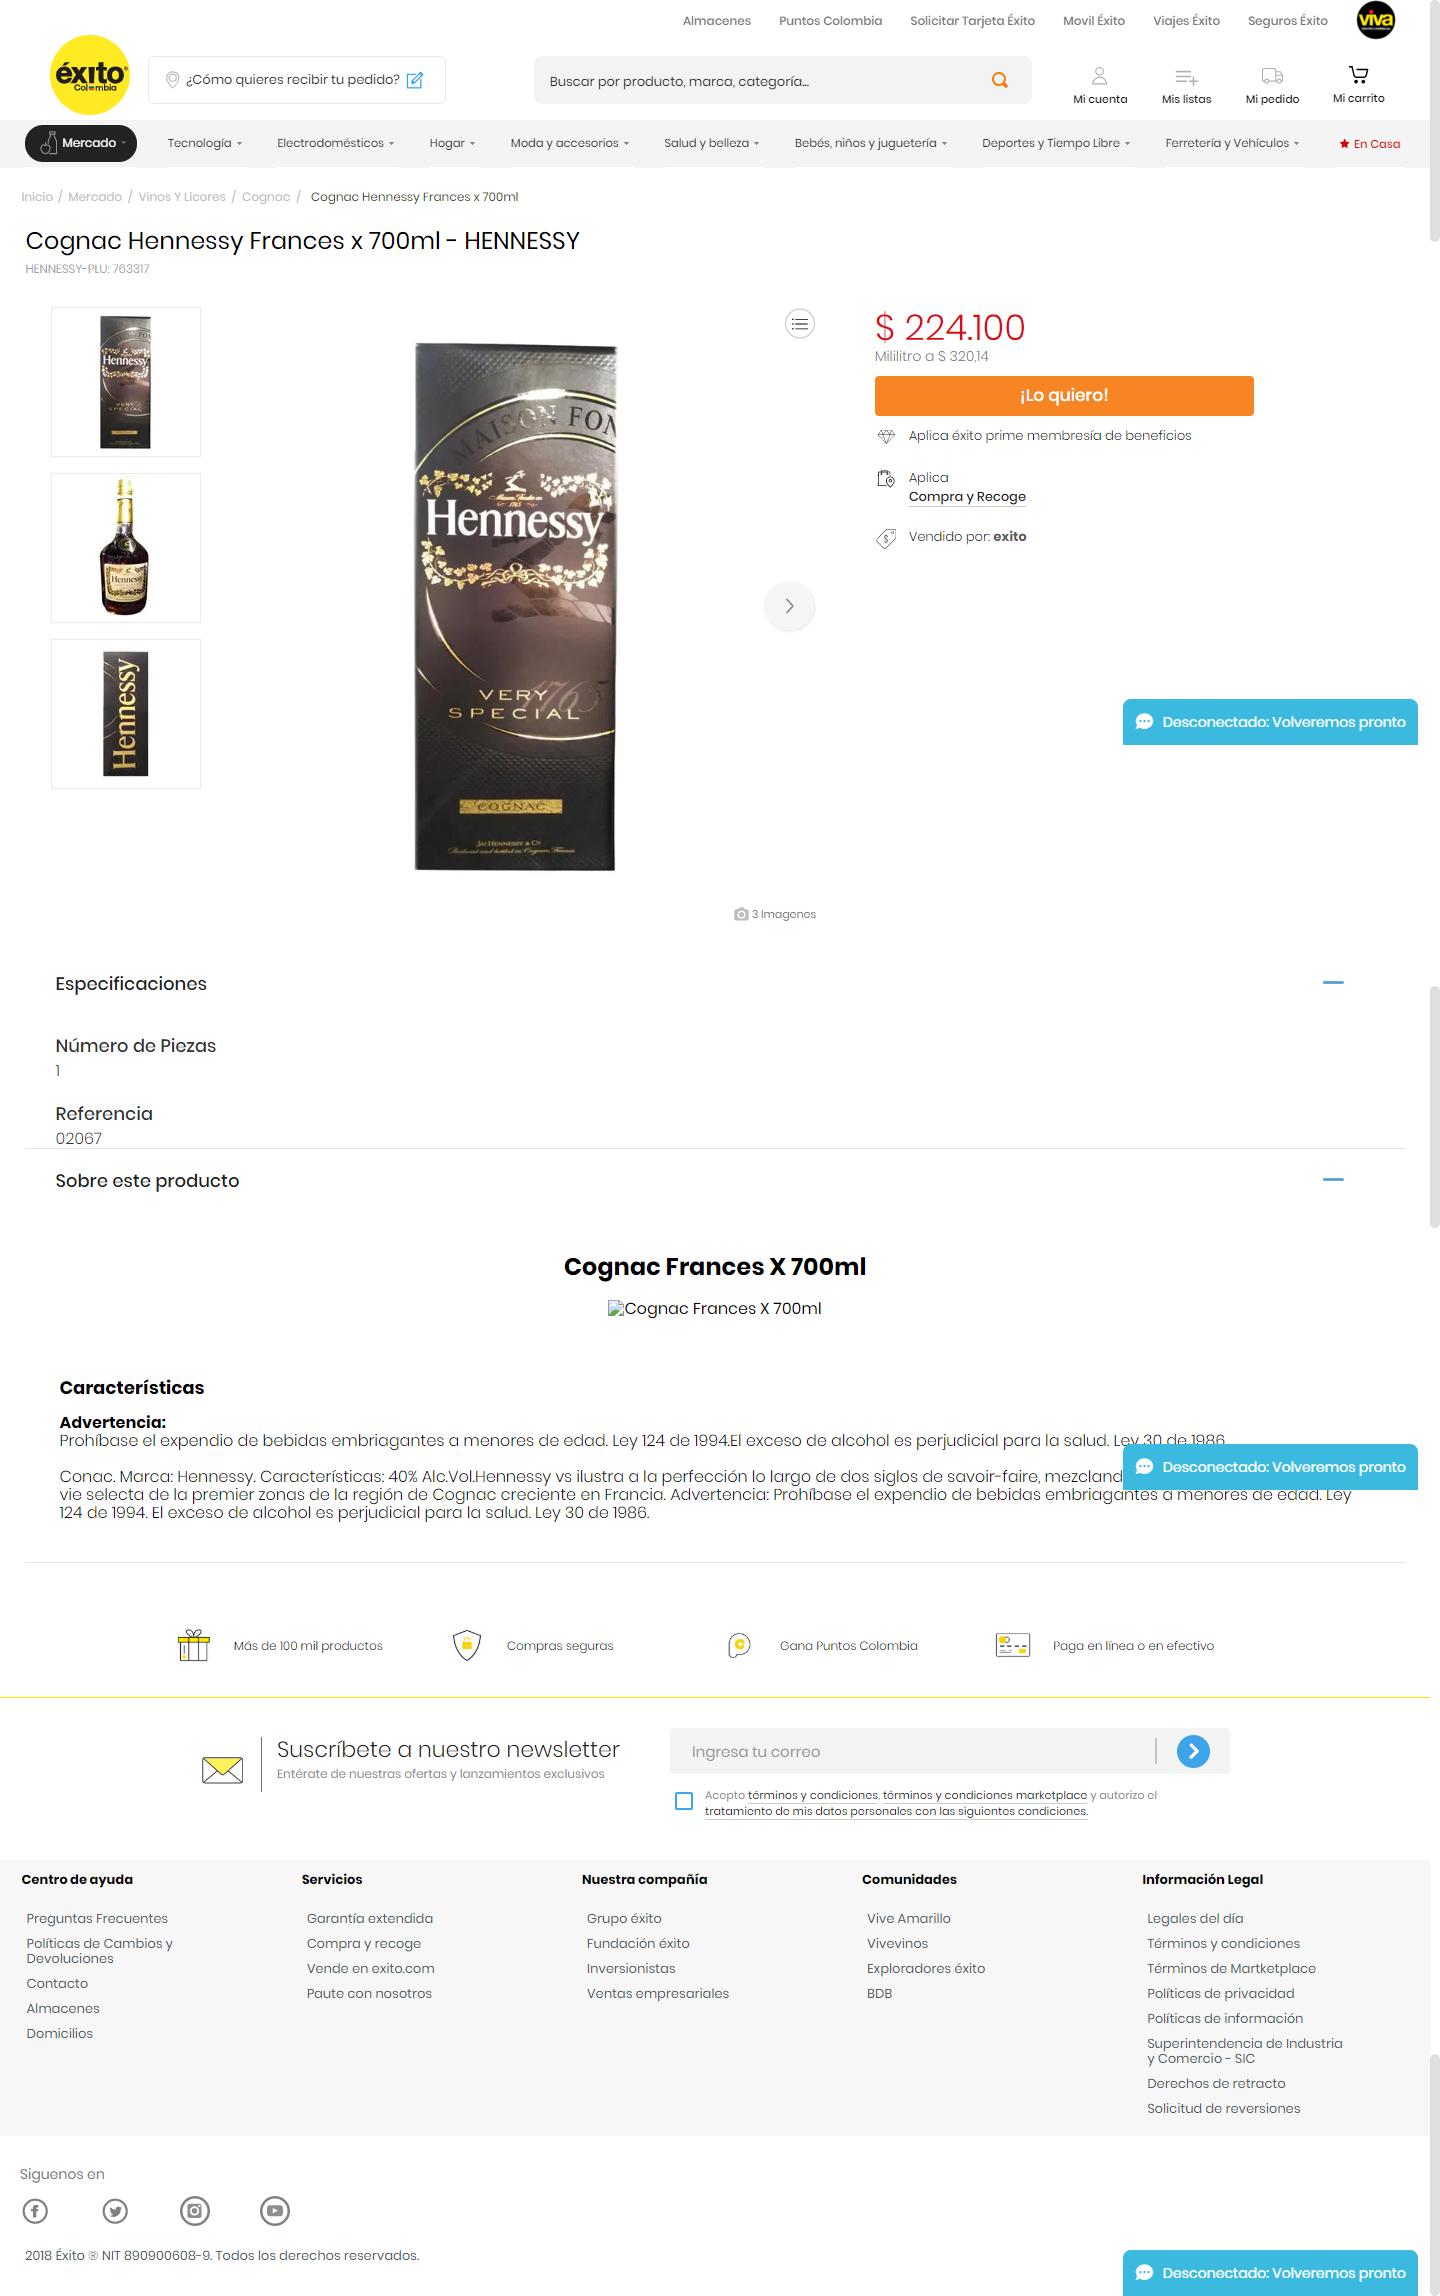 Almacenes Puntos Colombia Solicitar Tarjeta Éxito Movil Éxito Viajes Éxito Seguros Éxito viva
éxito
Colombia
¿Cómo quieres recibir tu pedido?
Buscar por producto, marca, categoría...
Mi cuenta Mis listas Mi pedido Mi carrito
Mercado Tecnología Electrodomésticos Hogar Moda y accesorios Salud y belleza Bebés, niños y juguetería Deportes y Tiempo Libre Ferretería y Vehículos En Casa
Inicio / Mercado / Vinos Y Licores / Cognac / Cognac Hennessy Frances x 700ml
Cognac Hennessy Frances x 700ml - HENNESSY
HENNESSY-PLU: 763317
Hennessy
VERY
SPECIAL
Hennessy
Hennessy
MAISON FON
Hennessy
VERY
SPECIAL
1765
COGNAC
JAS HENNESSY & Co
Produced and bottled in Cognac, France
3 Imagenes
$ 224.100
Mililitro a $ 320,14
¡Lo quiero!
Aplica éxito prime membresía de beneficios
Aplica
Compra y Recoge
Vendido por: exito
Desconectado: Volveremos pronto
Especificaciones
Número de Piezas
1
Referencia
02067
Sobre este producto
Cognac Frances X 700ml
Cognac Frances X 700ml
Características
Advertencia:
Prohíbase el expendio de bebidas embriagantes a menores de edad. Ley 124 de 1994.El exceso de alcohol es perjudicial para la salud. Ley 30 de 1986
Conac. Marca: Hennessy. Características: 40% Alc.Vol.Hennessy vs ilustra a la perfección lo largo de dos siglos de savoir-faire, mezcland
Desconectado: Volveremos pronto
vie selecta de la premier zonas de la región de Cognac creciente en Francia. Advertencia: Prohíbase el expendio de bebidas embriagantes a menores de edad. Ley
124 de 1994. El exceso de alcohol es perjudicial para la salud. Ley 30 de 1986.
Más de 100 mil productos
Compras seguras
Gana Puntos Colombia
Paga en línea o en efectivo
Suscríbete a nuestro newsletter
Entérate de nuestras ofertas y lanzamientos exclusivos
Ingresa tu correo
Acepto términos y condiciones, términos y condiciones marketplace y autorizo el
tratamiento de mis datos personales con las siguientes condiciones.
Centro de ayuda
Preguntas Frecuentes
Políticas de Cambios y
Devoluciones
Contacto
Almacenes
Domicilios
Servicios
Garantía extendida
Compra y recoge
Vende en exito.com
Paute con nosotros
Nuestra compañía
Grupo éxito
Fundación éxito
Inversionistas
Ventas empresariales
Comunidades
Vive Amarillo
Vivevinos
Exploradores éxito
BDB
Información Legal
Legales del día
Términos y condiciones
Términos de Martketplace
Políticas de privacidad
Políticas de información
Superintendencia de Industria
y Comercio - SIC
Derechos de retracto
Solicitud de reversiones
Siguenos en
2018 Éxito ® NIT 890900608-9. Todos los derechos reservados.
Desconectado: Volveremos pronto